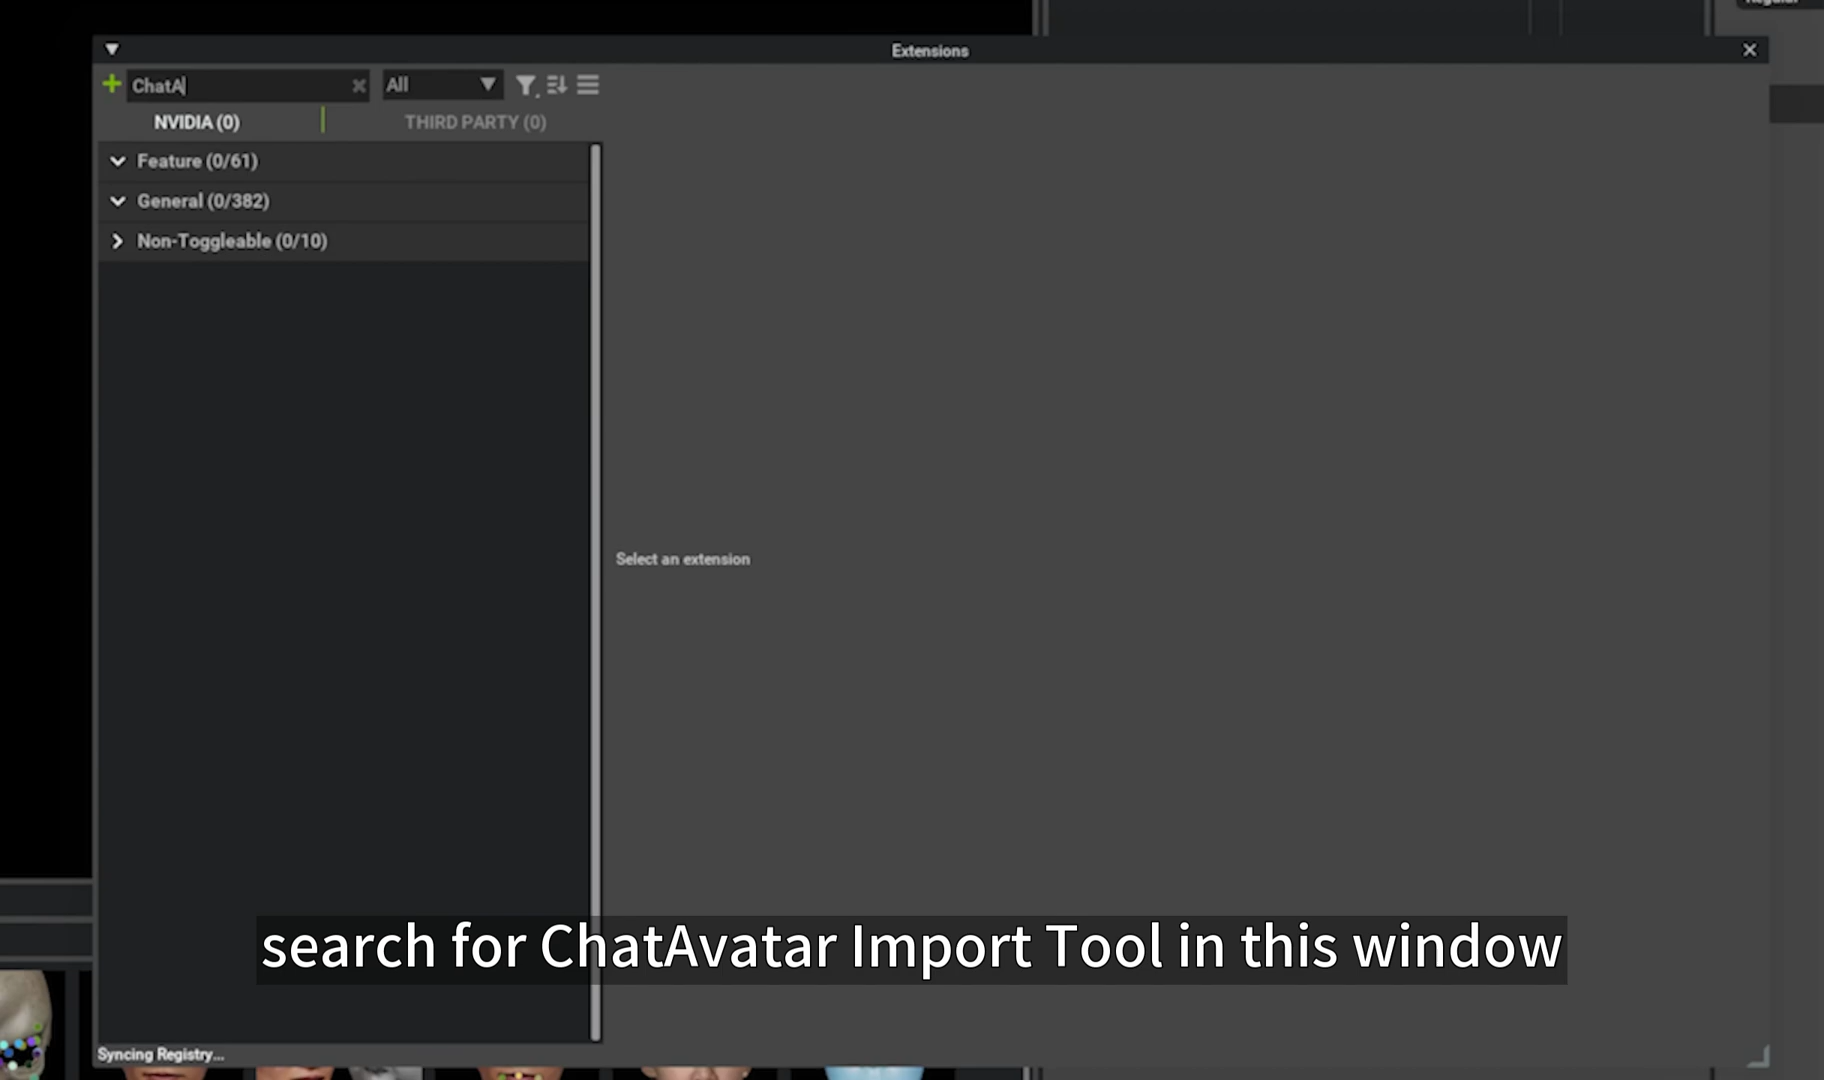 Regular
Extensions
ChatA
All
NVIDIA (0)
THIRD PARTY (0)
Feature (0/61)
General (0/382)
Non-Toggleable (0/10)
Select an extension
search for ChatAvatar Import Tool in this window
Syncing Registry...